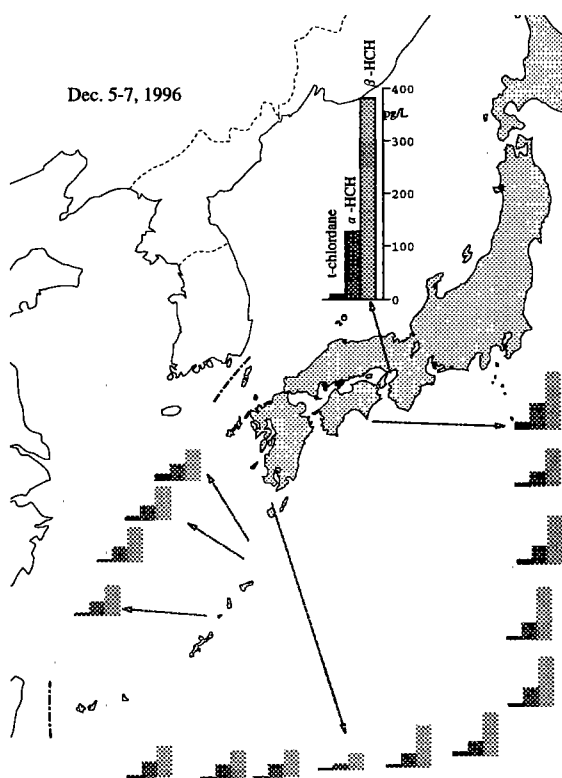 Dec. 5-7, 1996
t-chlordane
α-HCH
β-HCH
400
pg/L
300
200
100
0